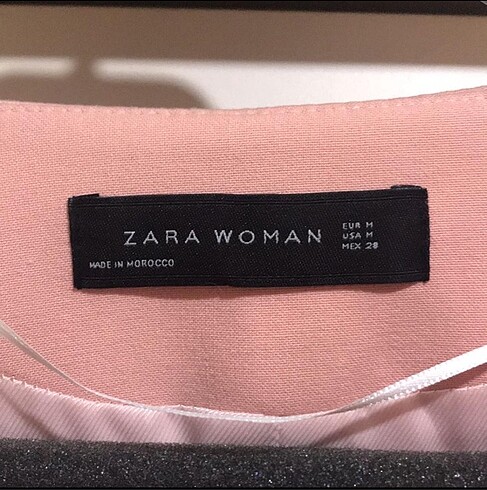 ZARA WOMAN
EUR M
USA M
MEX 28
MADE IN MOROCCO